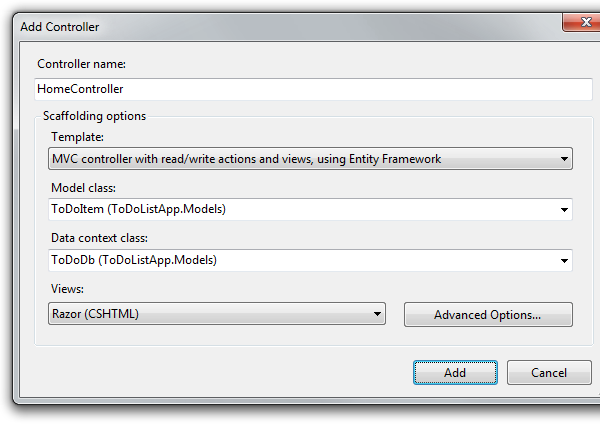 Add Controller
Controller name:
HomeController
Scaffolding options
Template:
MVC controller with read/write actions and views, using Entity Framework
Model class:
ToDoItem (ToDoListApp.Models)
Data context class:
ToDoDb (ToDoListApp.Models)
Views:
Razor (CSHTML)
Advanced Options...
Add
Cancel